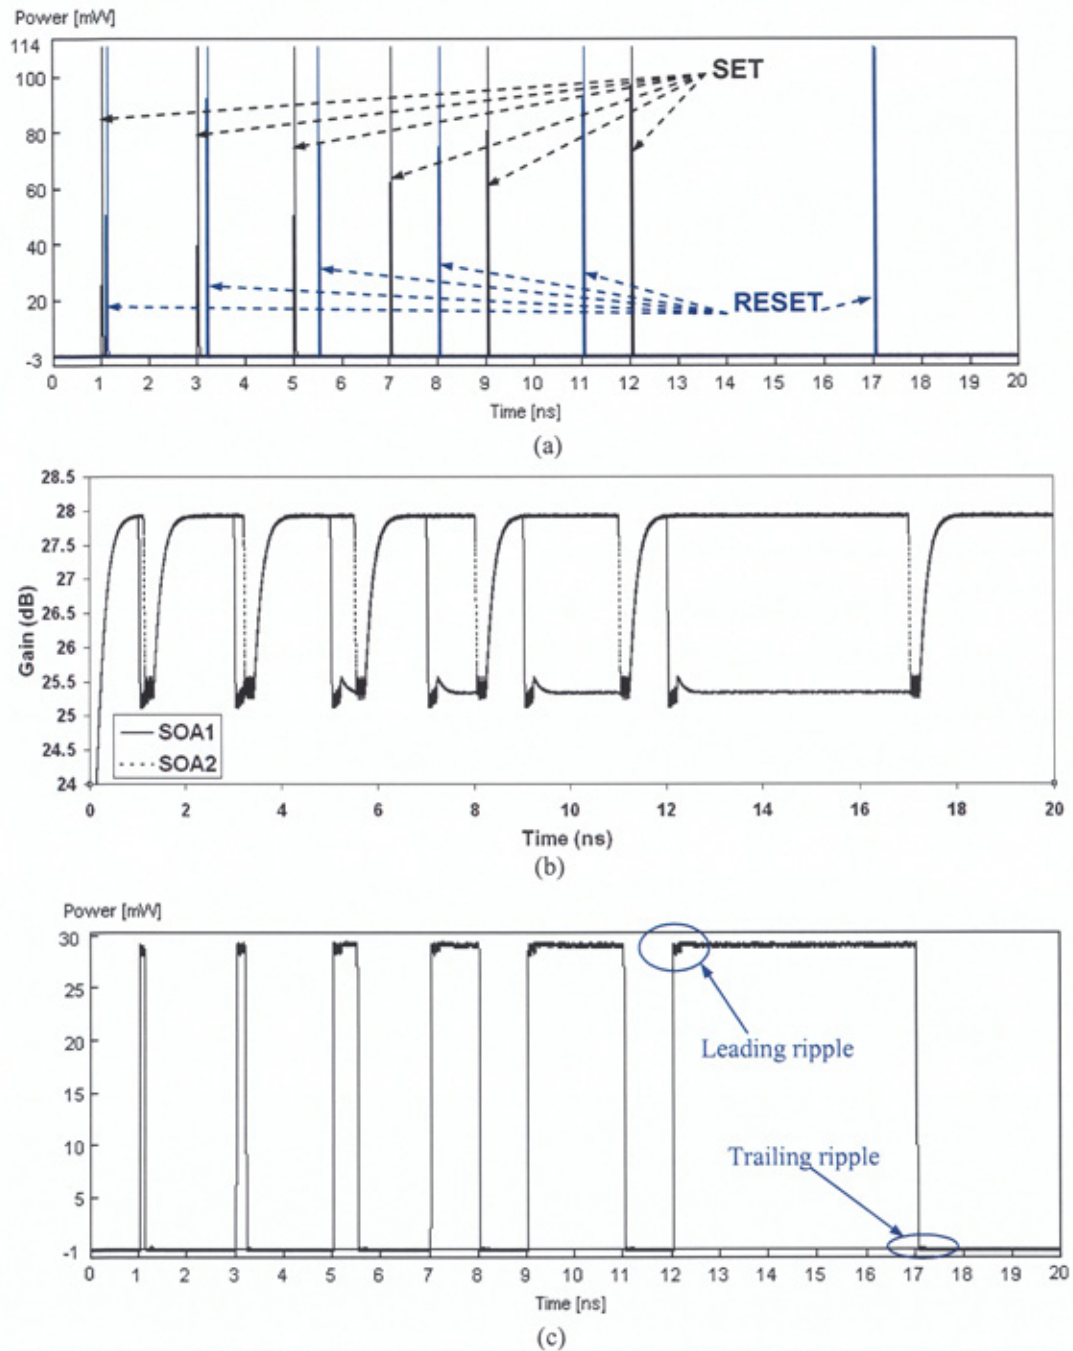 Power [mW]
114
100
80
60
40
20
-3
SET
RESET
0 1 2 3 4 5 6 7 8 9 10 11 12 13 14 15 16 17 18 19 20
Time [ns]
(a)
28.5
28
27.5
27
26.5
26
25.5
25
24.5
24
Gain (dB)
SOA1
SOA2
0 2 4 6 8 10 12 14 16 18 20
Time (ns)
(b)
Power [mW]
30
25
20
15
10
5
-1
Leading ripple
Trailing ripple
0 1 2 3 4 5 6 7 8 9 10 11 12 13 14 15 16 17 18 19 20
Time [ns]
(c)